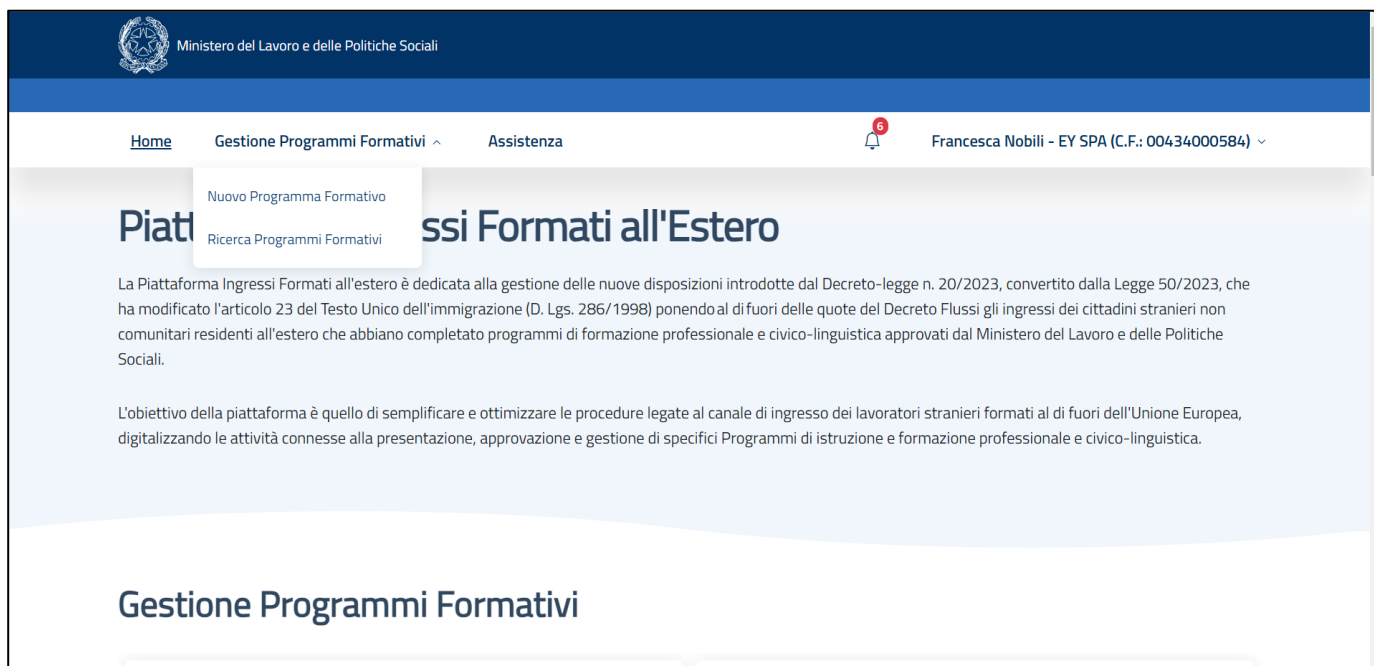 Ministero del Lavoro e delle Politiche Sociali
Home Gestione Programmi Formativi Assistenza 6 Francesca Nobili - EY SPA (C.F.: 00434000584)
Nuovo Programma Formativo
Ricerca Programmi Formativi
Piatt ssi Formati all'Estero
La Piattaforma Ingressi Formati all'estero è dedicata alla gestione delle nuove disposizioni introdotte dal Decreto-legge n. 20/2023, convertito dalla Legge 50/2023, che
ha modificato l'articolo 23 del Testo Unico dell'immigrazione (D. Lgs. 286/1998) ponendo al di fuori delle quote del Decreto Flussi gli ingressi dei cittadini stranieri non
comunitari residenti all'estero che abbiano completato programmi di formazione professionale e civico-linguistica approvati dal Ministero del Lavoro e delle Politiche
Sociali.
L'obiettivo della piattaforma è quello di semplificare e ottimizzare le procedure legate al canale di ingresso dei lavoratori stranieri formati al di fuori dell'Unione Europea,
digitalizzando le attività connesse alla presentazione, approvazione e gestione di specifici Programmi di istruzione e formazione professionale e civico-linguistica.
Gestione Programmi Formativi